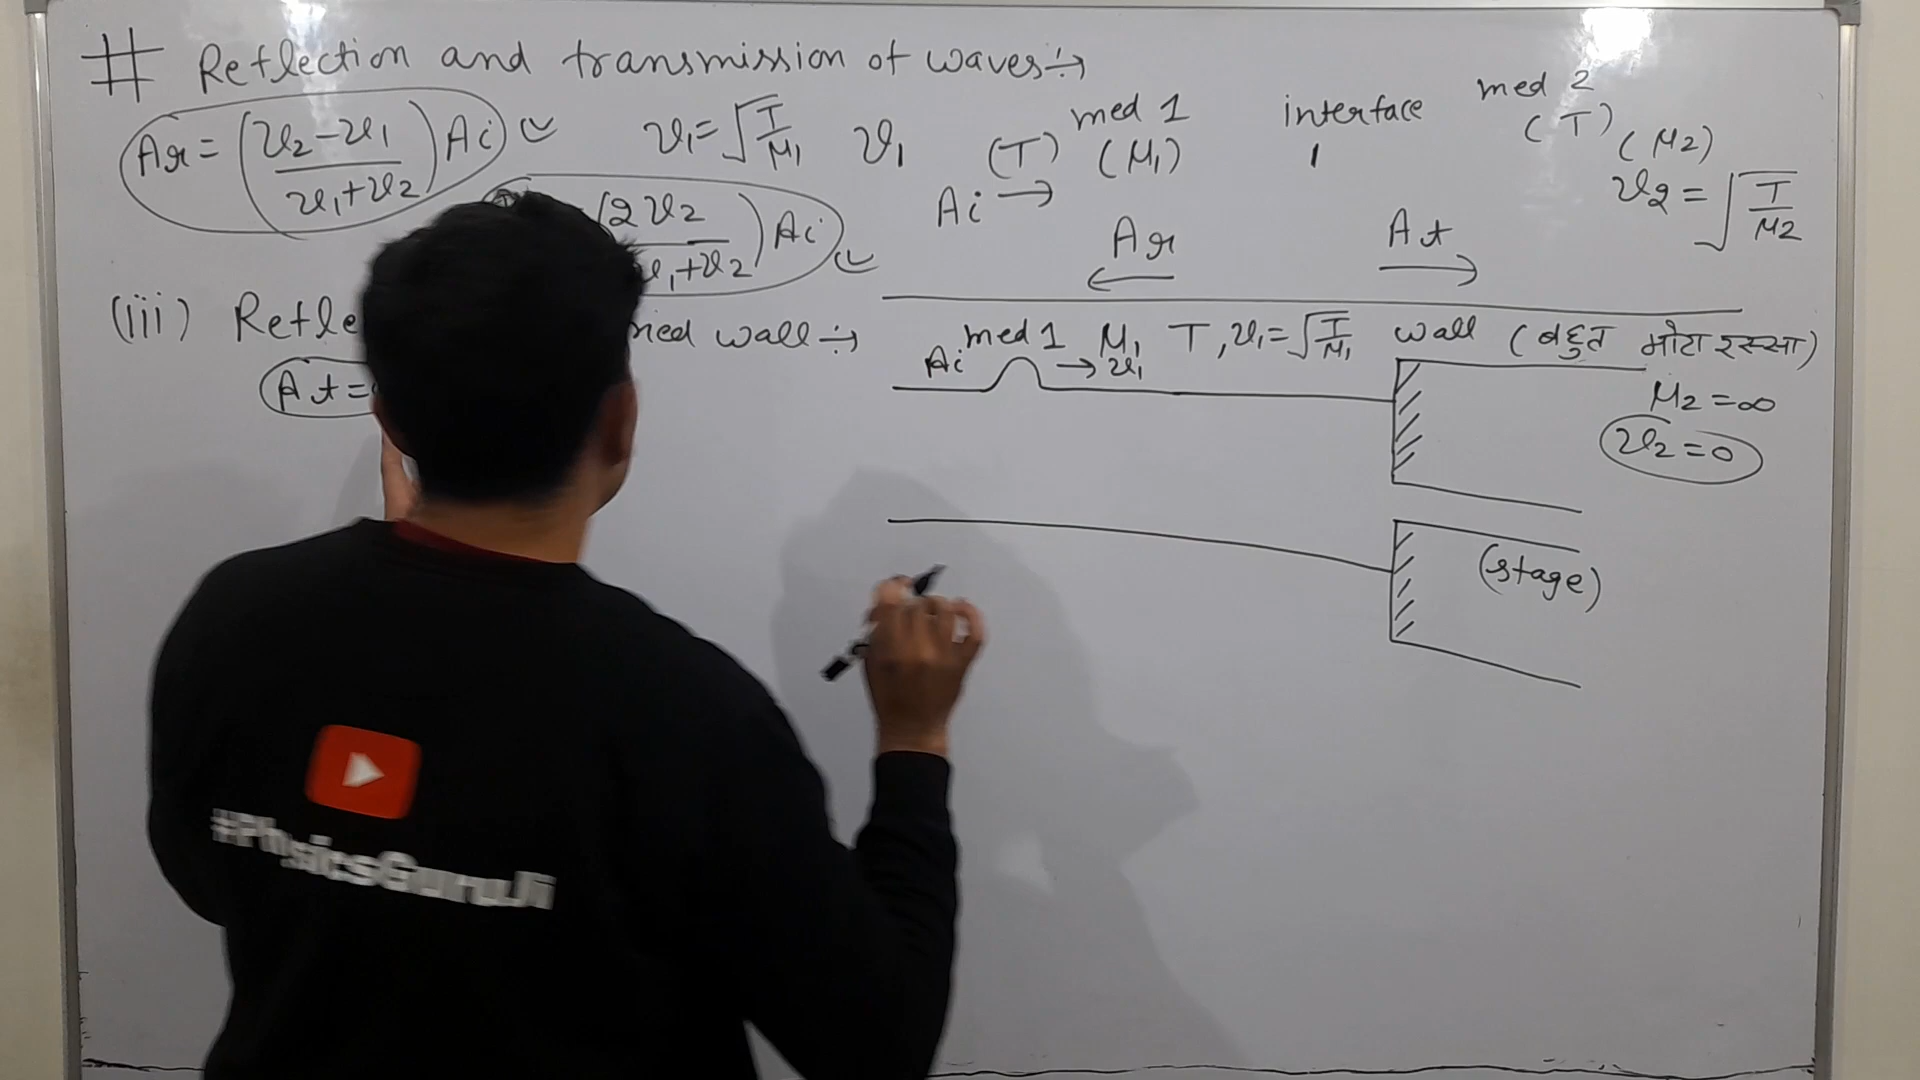 # Reflection and transmission of waves :→
Ar = (v2-v1 / v1+v2) Ai
v1 = √T/μ1 v1
(T) med 1 (μ1)
interface
med 2 (T) (μ2)
v2 = √T/μ2
(2v2 / v1+v2) Ai
Ai →
Ar ←
At →
(iii) Refle wall :→
At =
med 1 μ1 T, v1 = √T/μ1 wall (बहुत मोटा रस्सा)
Ai → v1
μ2 = ∞
v2 = 0
(stage)
#PhysicsGuruJi